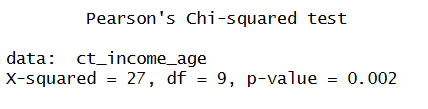 Pearson's Chi-squared test
data: ct_income_age
X-squared = 27, df = 9, p-value = 0.002